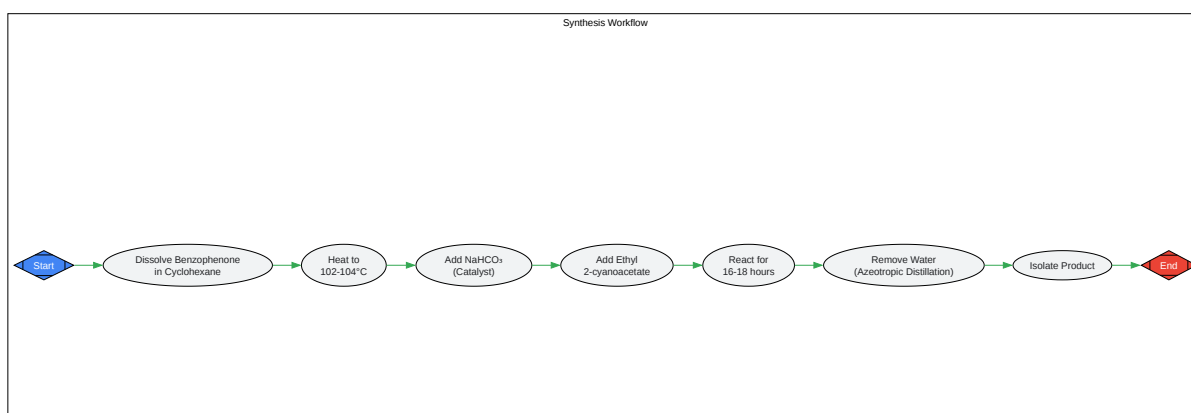 Synthesis Workflow
Start
Dissolve Benzophenone
in Cyclohexane
Heat to
102-104°C
Add NaHCO₃
(Catalyst)
Add Ethyl
2-cyanoacetate
React for
16-18 hours
Remove Water
(Azeotropic Distillation)
Isolate Product
End